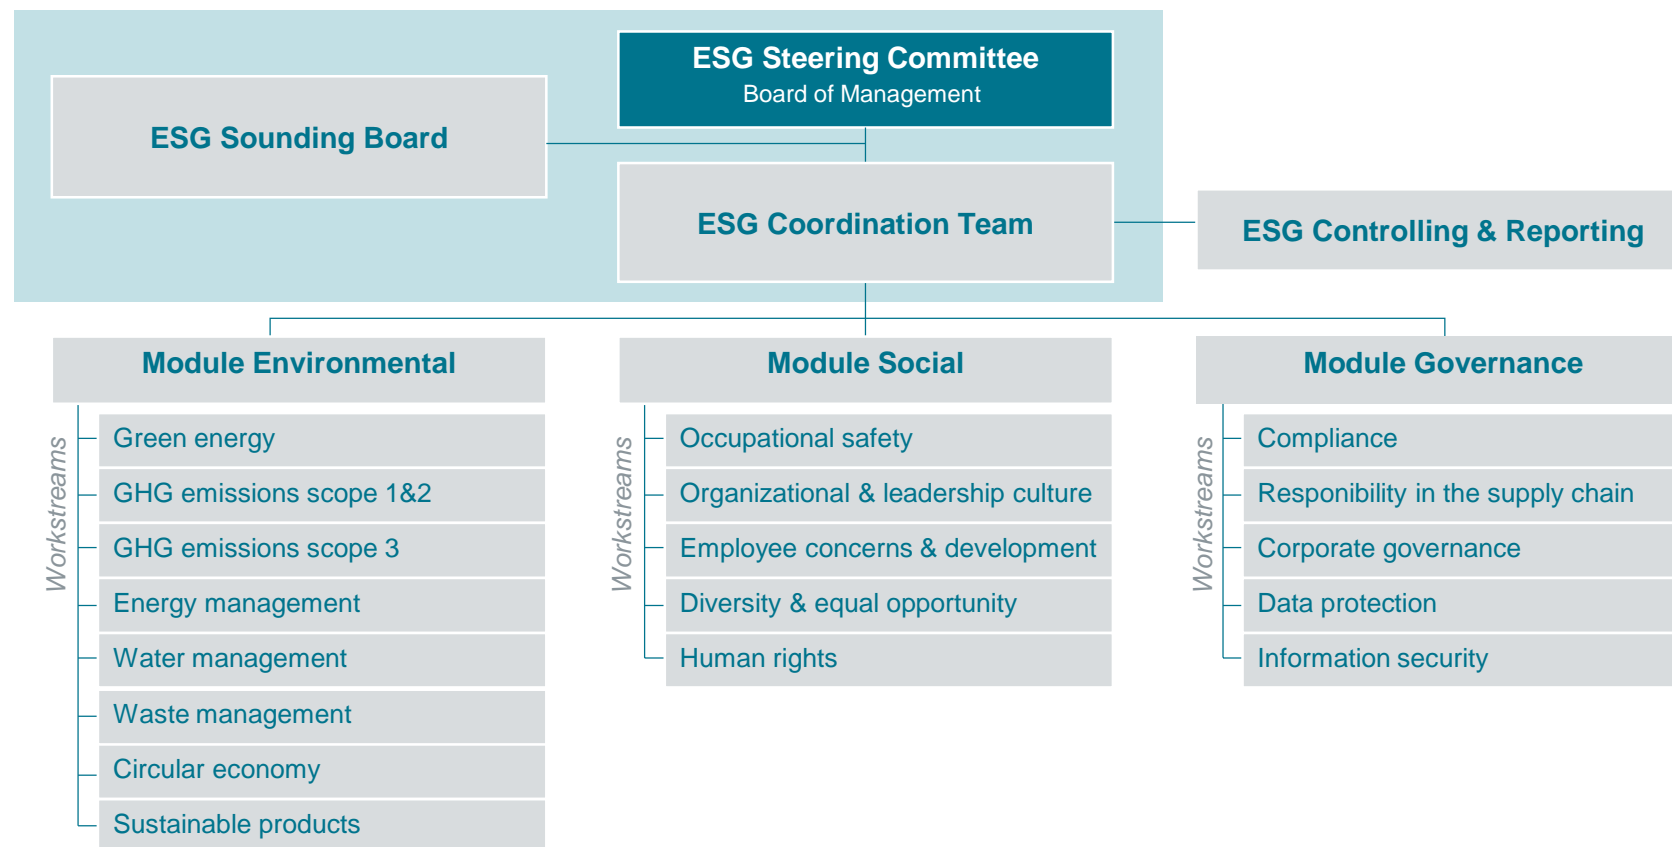 ESG Steering Committee
Board of Management
ESG Sounding Board
ESG Coordination Team
ESG Controlling & Reporting
Module Environmental
Workstreams
Green energy
GHG emissions scope 1&2
GHG emissions scope 3
Energy management
Water management
Waste management
Circular economy
Sustainable products
Module Social
Workstreams
Occupational safety
Organizational & leadership culture
Employee concerns & development
Diversity & equal opportunity
Human rights
Module Governance
Workstreams
Compliance
Responibility in the supply chain
Corporate governance
Data protection
Information security